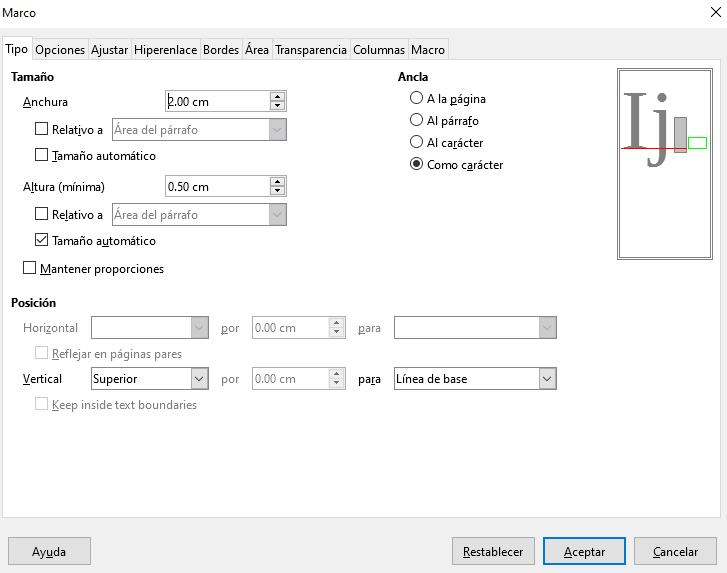 Marco
Tipo Opciones Ajustar Hiperenlace Bordes Área Transparencia Columnas Macro
Tamaño
Anchura 2.00 cm
Relativo a Área del párrafo
Tamaño automático
Altura (mínima) 0.50 cm
Relativo a Área del párrafo
Tamaño automático
Mantener proporciones
Ancla
A la página
Al párrafo
Al carácter
Como carácter
Ij
Posición
Horizontal por 0.00 cm para
Reflejar en páginas pares
Vertical Superior por 0.00 cm para Línea de base
Keep inside text boundaries
Ayuda Restablecer Aceptar Cancelar